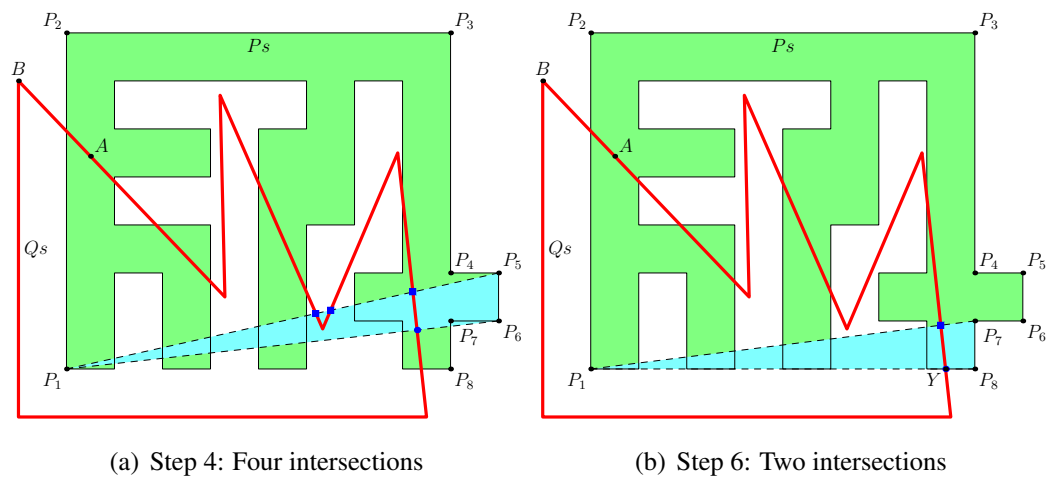 P₂ P₃ P₂ P₃
Ps Ps
B B
A A
Qs Qs
P₄ P₅ P₄ P₅
P₇ P₆ P₇ P₆
P₁ P₈ P₁ Y P₈
(a) Step 4: Four intersections (b) Step 6: Two intersections